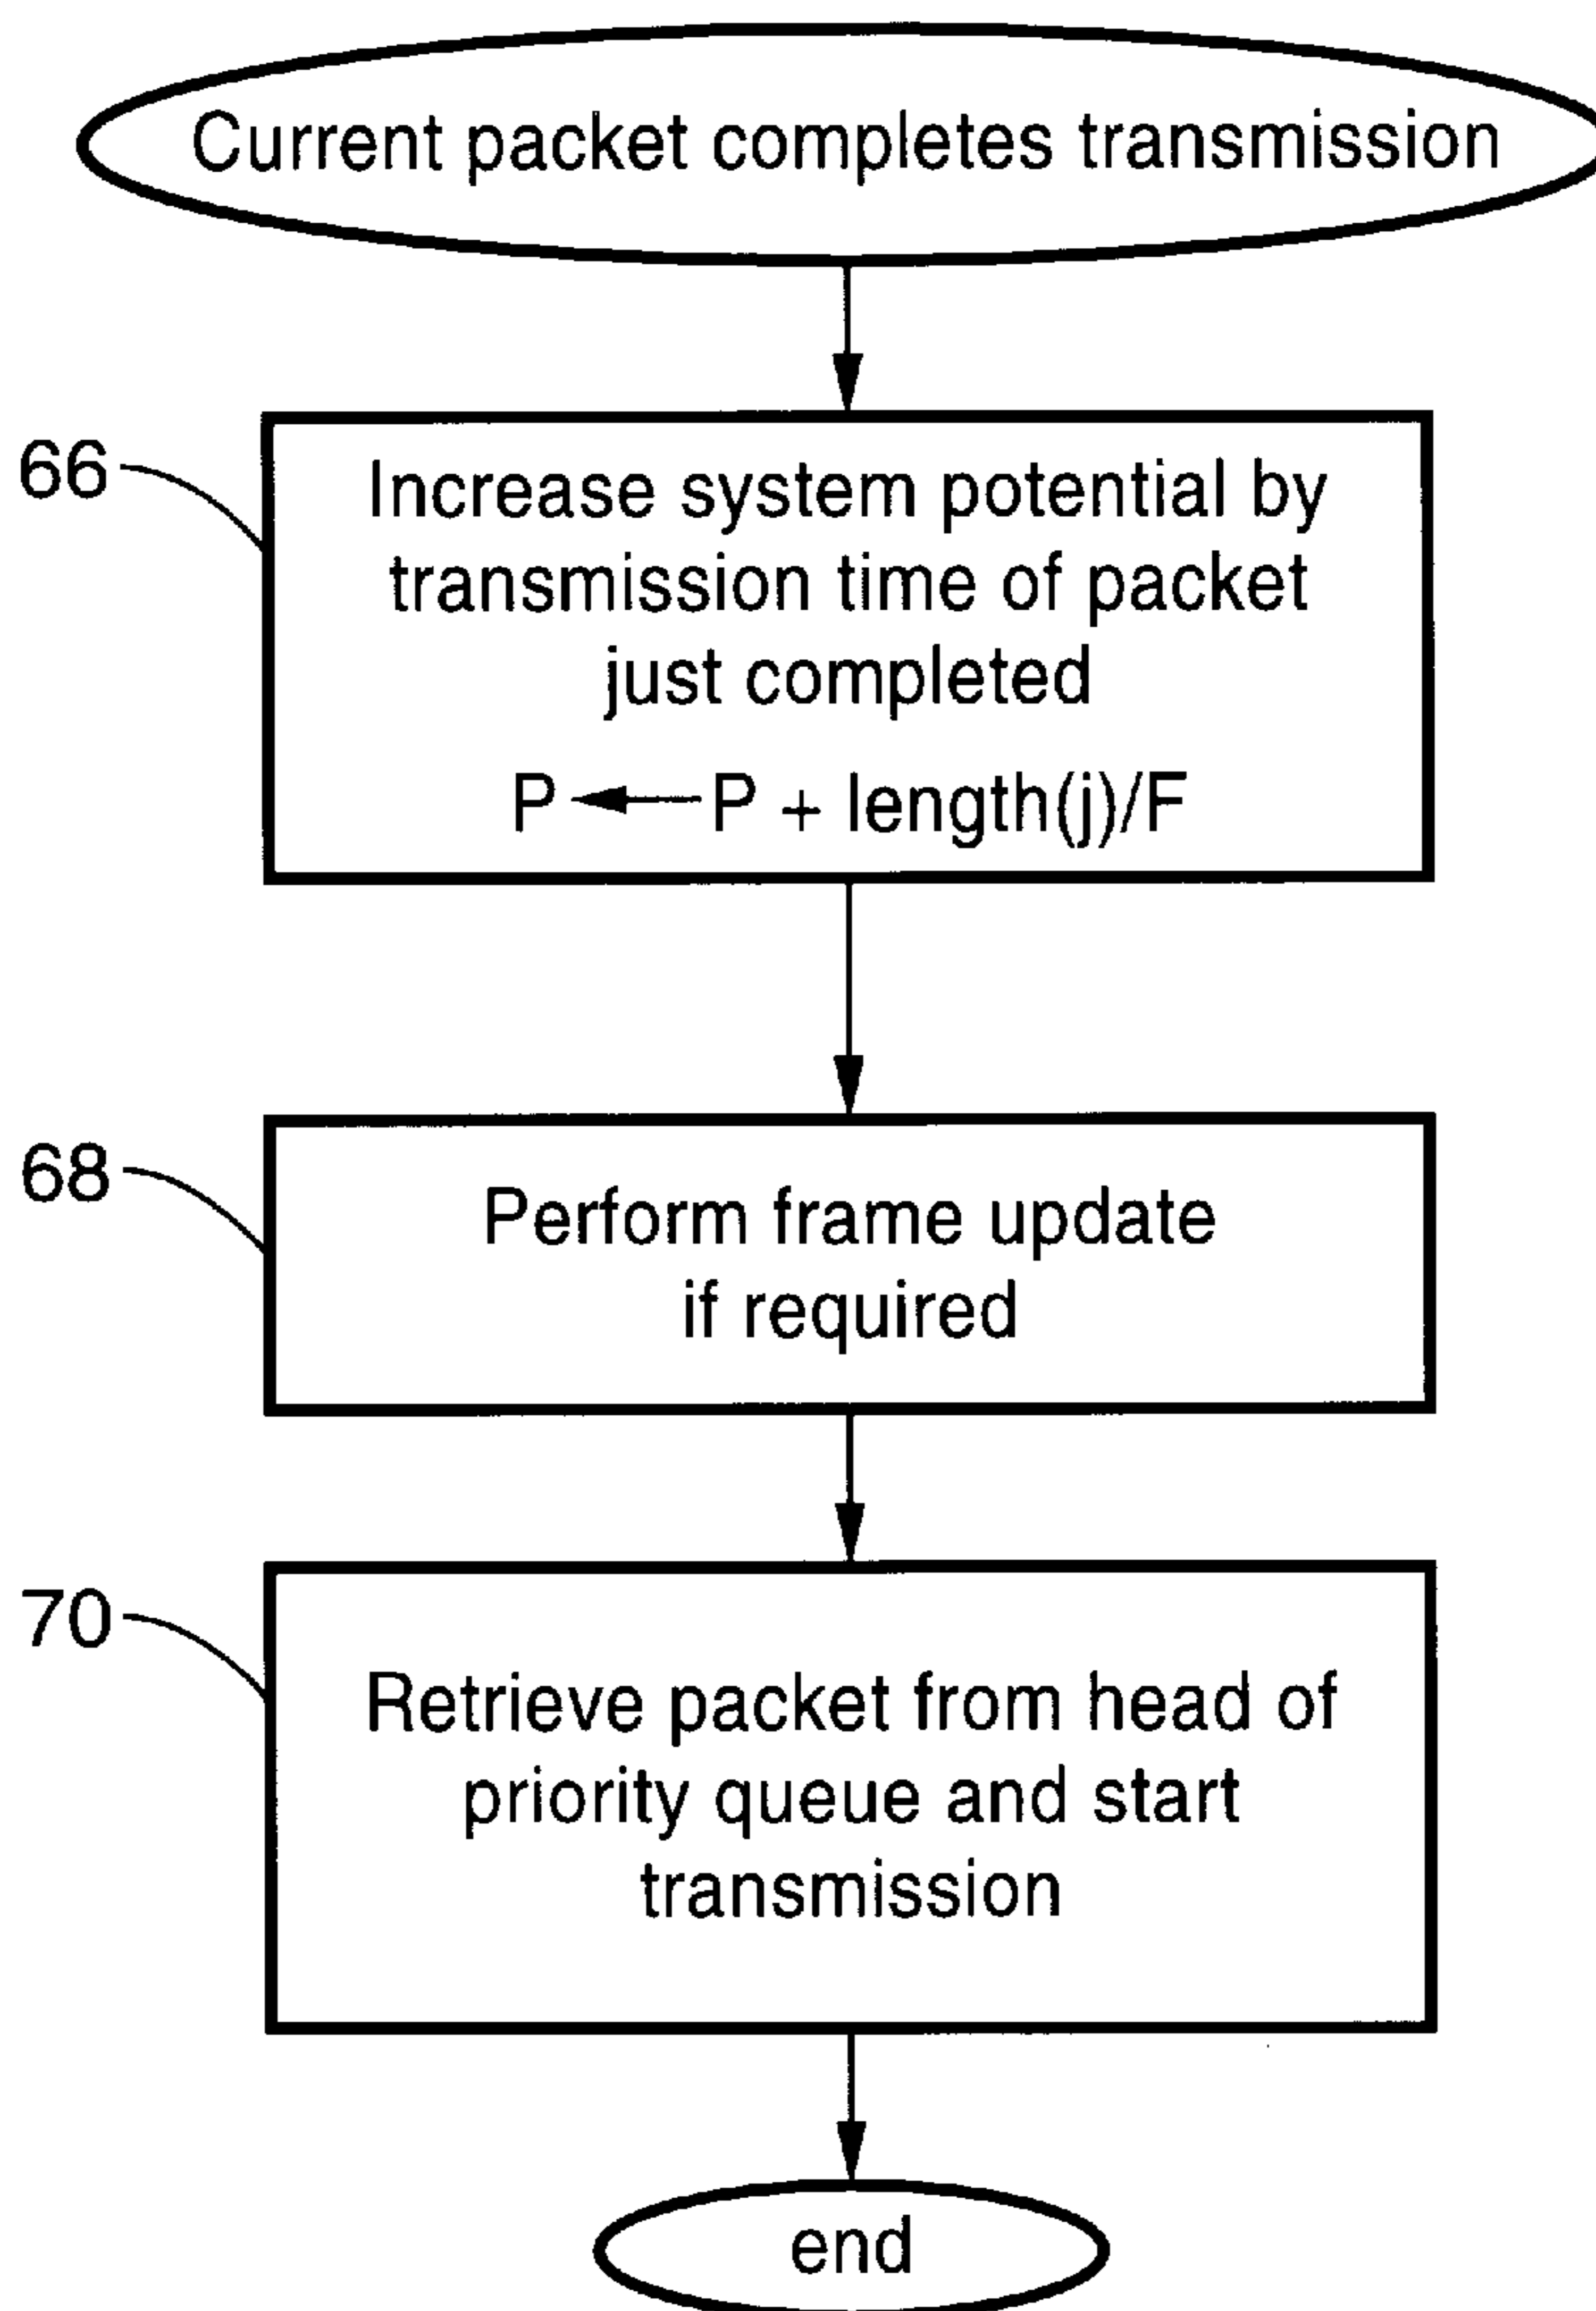 Current packet completes transmission
66
Increase system potential by
transmission time of packet
just completed
P ← P + length(j)/F
68
Perform frame update
if required
70
Retrieve packet from head of
priority queue and start
transmission
end